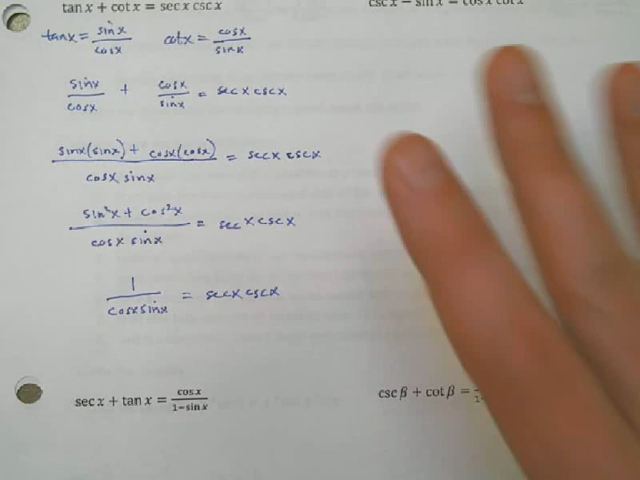 tan x + cot x = sec x csc x
csc x − sin x = cos x cot x
tanx = sinx/cosx cotx = cosx/sinx
sinx/cosx + cosx/sinx = secx cscx
sinx(sinx) + cosx(cosx)/cosx sinx = secx cscx
sin²x + cos²x/cosx sinx = secx cscx
1/cosxsinx = secx cscx
sec x + tan x = cos x/1−sin x
csc β + cot β =